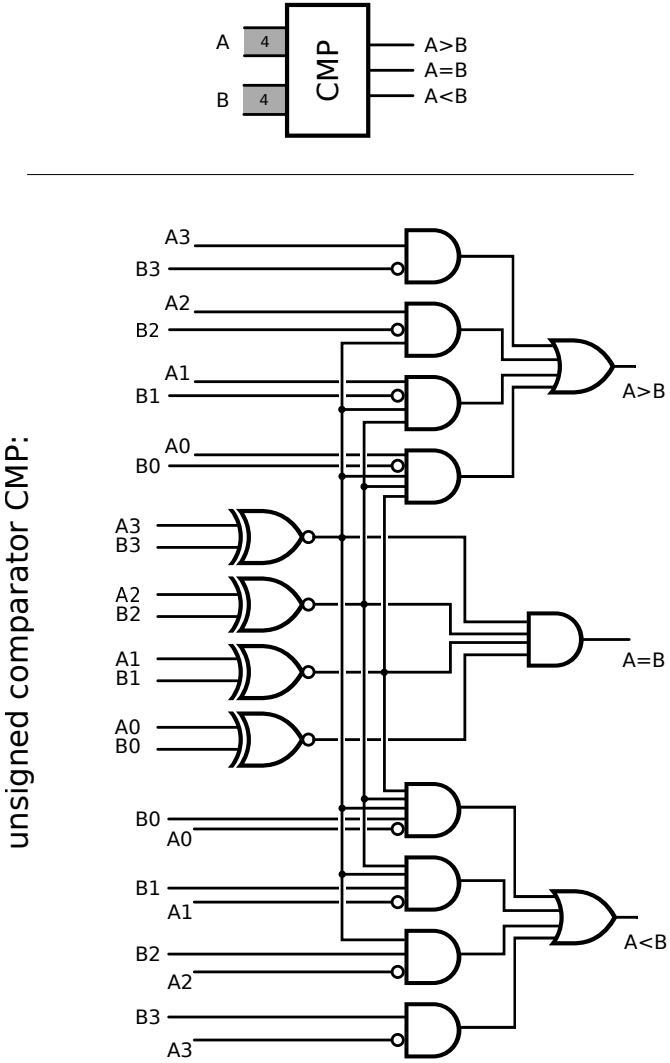 A
4
CMP
A>B
A=B
B
4
A<B
unsigned comparator CMP:
A3
B3
A2
B2
A1
B1
A>B
A0
B0
A3
B3
A2
B2
A1
B1
A=B
A0
B0
B0
A0
B1
A1
A<B
B2
A2
B3
A3